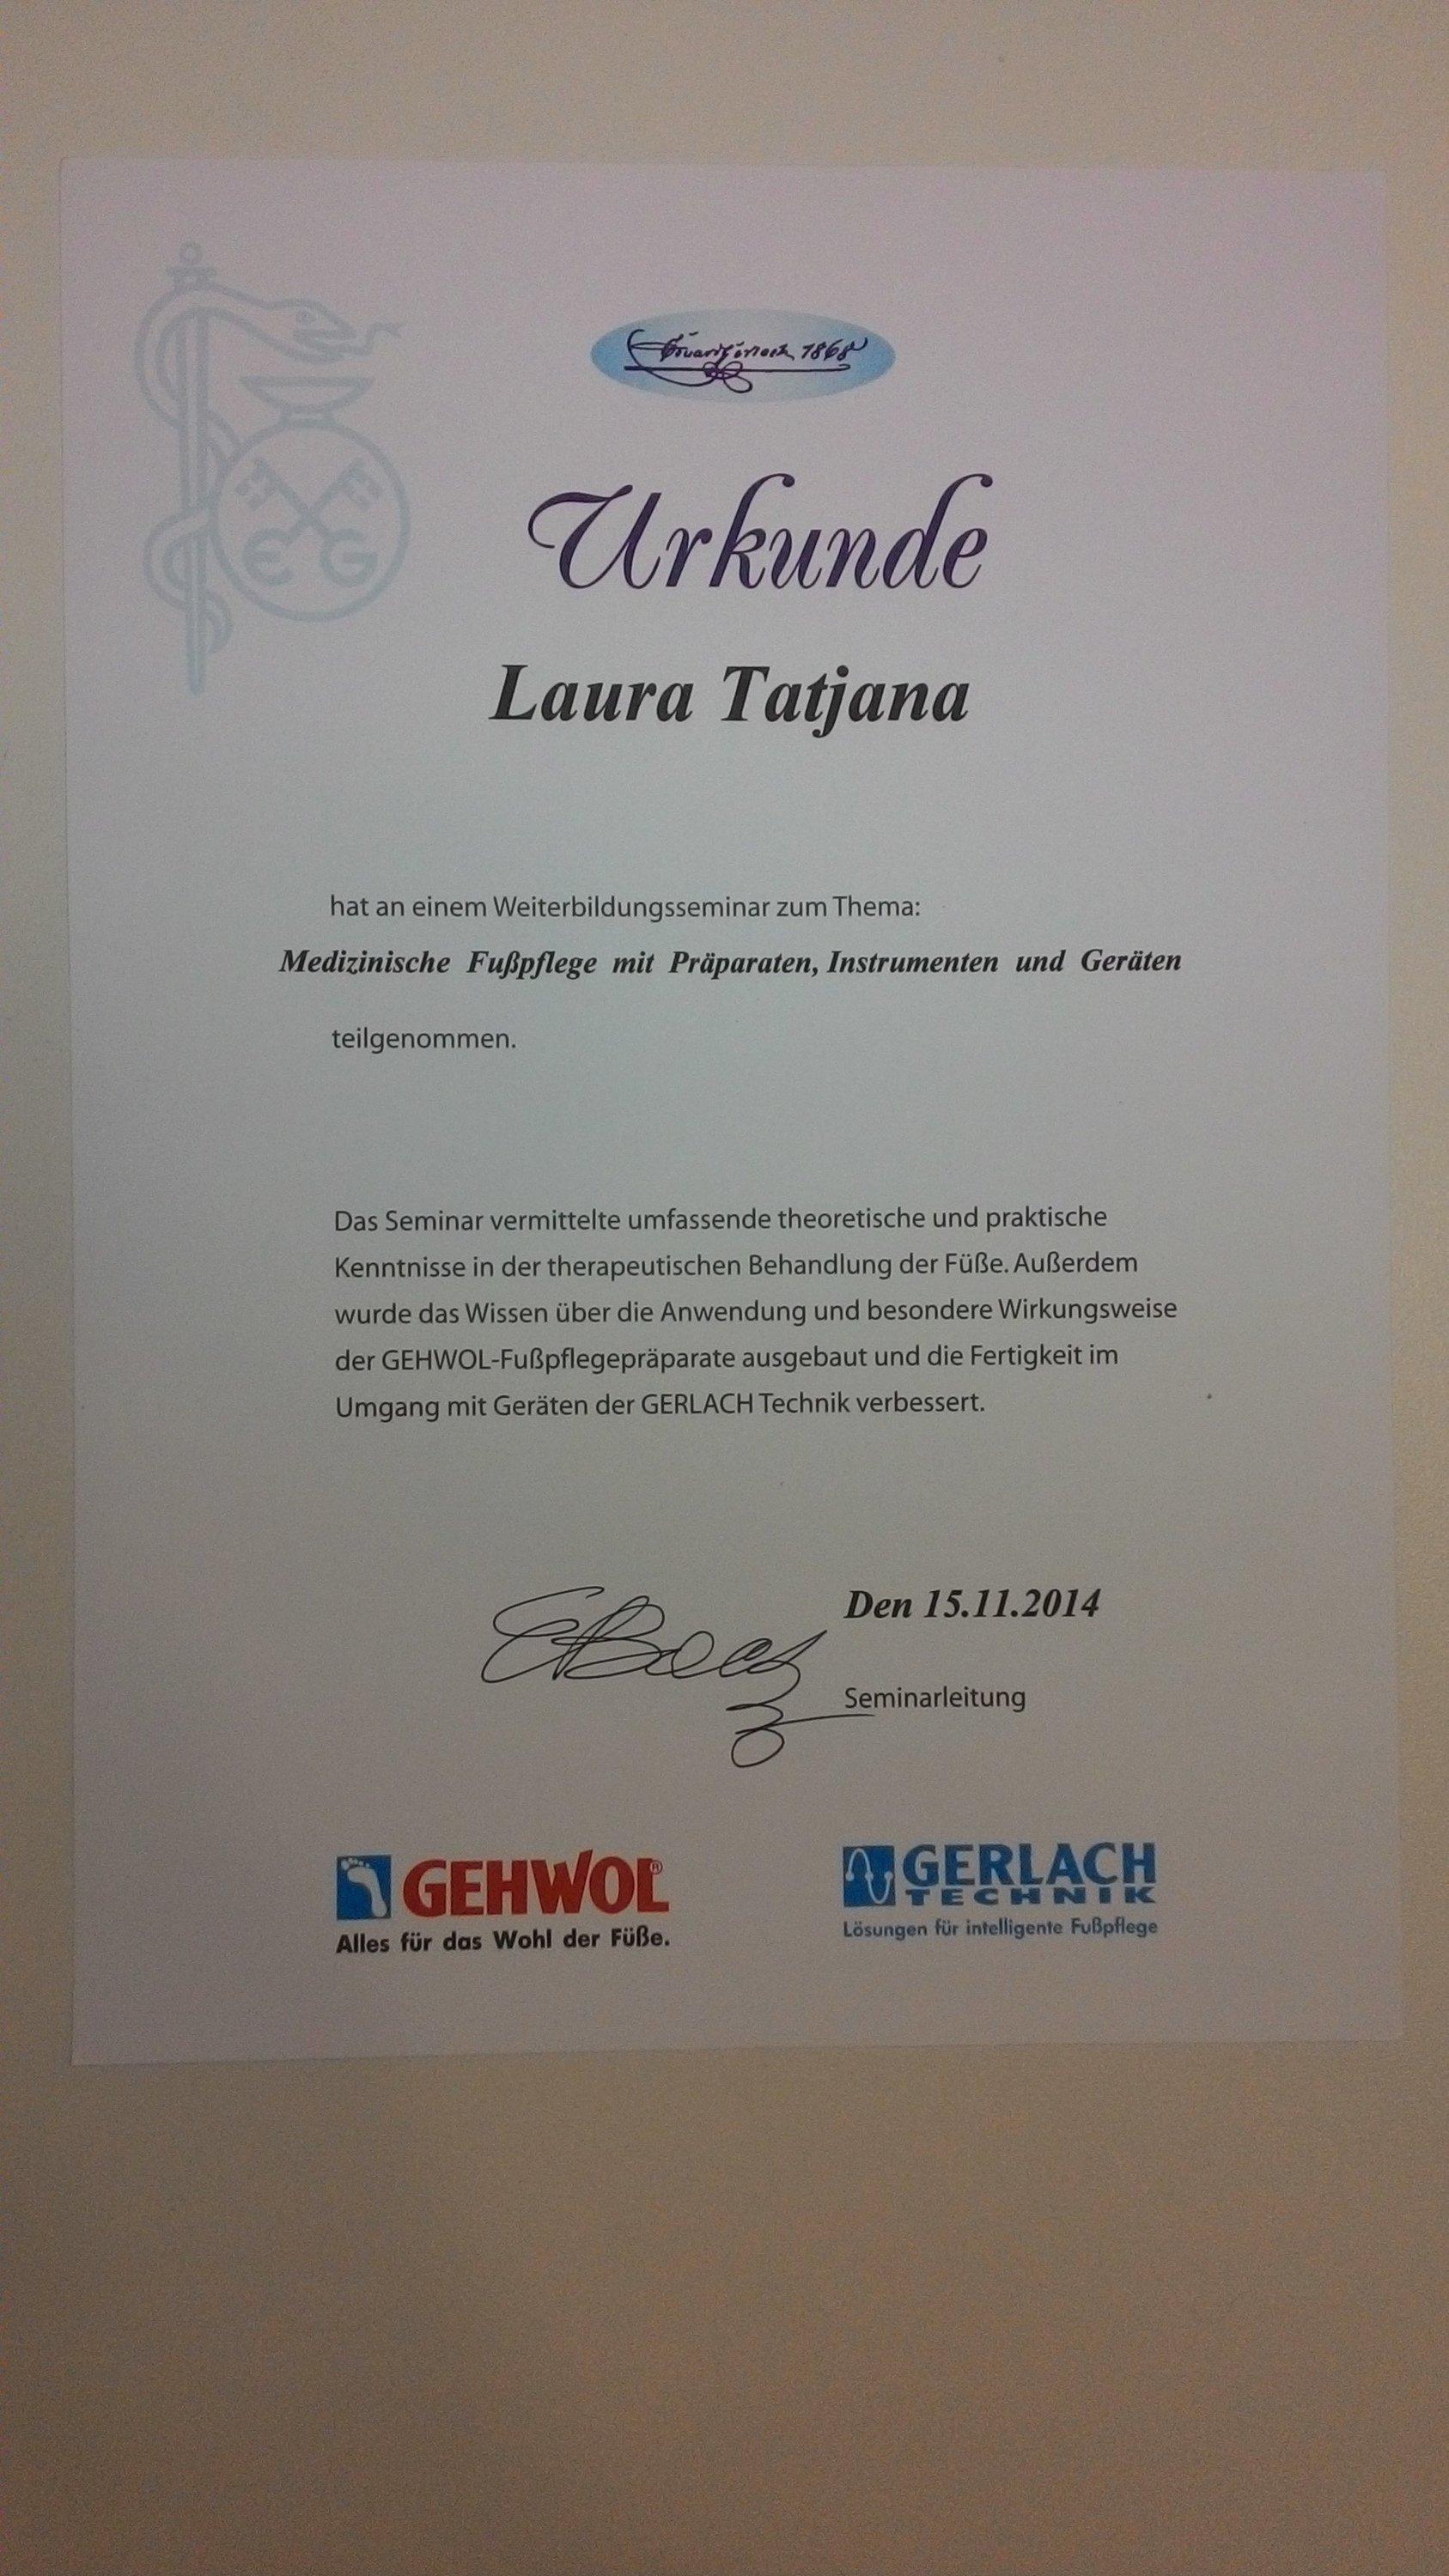 1868
EG
Urkunde
Laura Tatjana
hat an einem Weiterbildungsseminar zum Thema:
Medizinische Fußpflege mit Präparaten, Instrumenten und Geräten
teilgenommen.
Das Seminar vermittelte umfassende theoretische und praktische
Kenntnisse in der therapeutischen Behandlung der Füße. Außerdem
wurde das Wissen über die Anwendung und besondere Wirkungsweise
der GEHWOL-Fußpflegepräparate ausgebaut und die Fertigkeit im
Umgang mit Geräten der GERLACH Technik verbessert.
Den 15.11.2014
Seminarleitung
GEHWOL®
Alles für das Wohl der Füße.
GERLACH
TECHNIK
Lösungen für intelligente Fußpflege